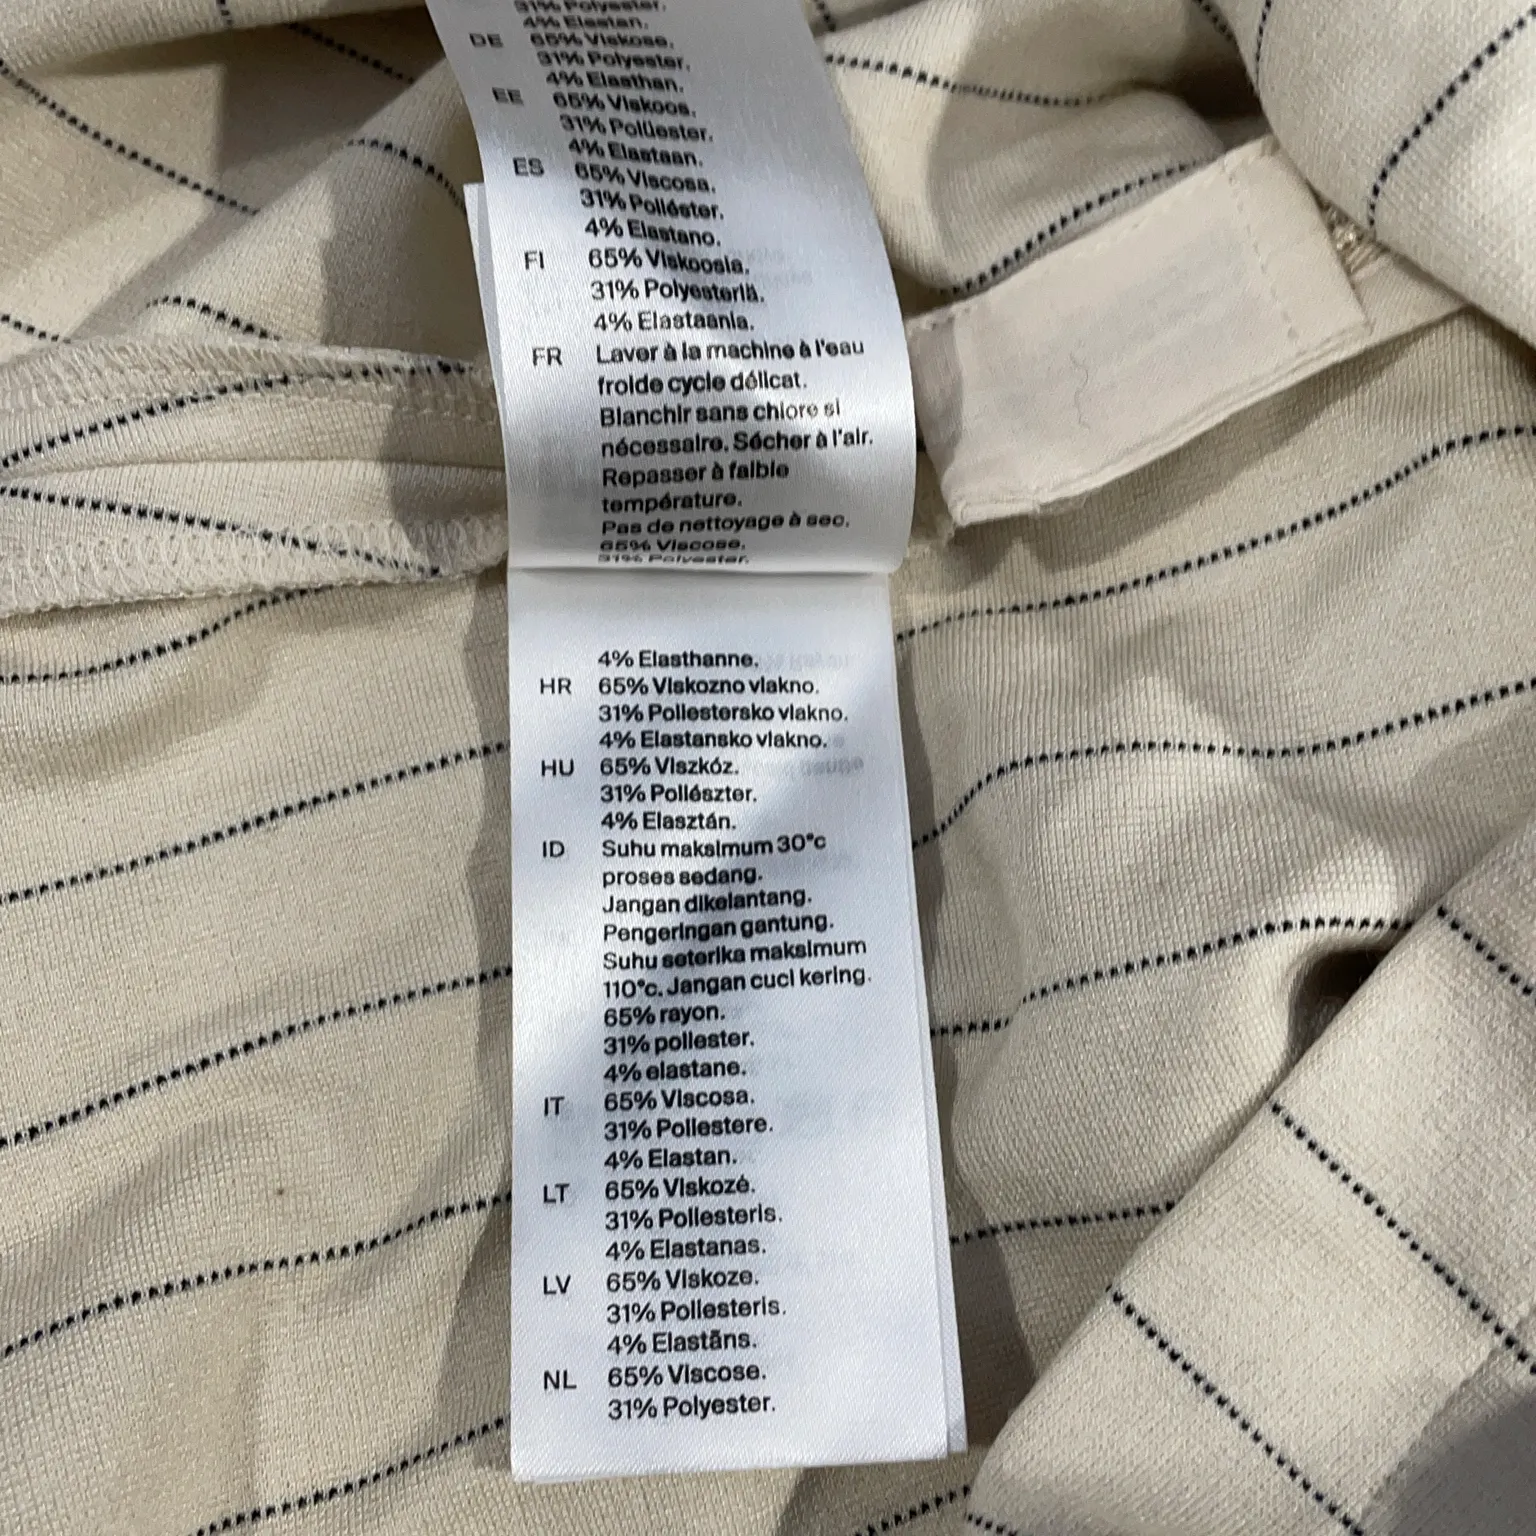 31% Polyester.
4% Elastan.
DE 65% Viskose.
31% Polyester.
4% Elasthan.
EE 65% Viskoos.
31% Polüester.
4% Elastaan.
ES 65% Viscosa.
31% Poliéster.
4% Elastano.
FI 65% Viskoosia.
31% Polyesteriä.
4% Elastaania.
FR Laver à la machine à l'eau
froide cycle délicat.
Blanchir sans chlore si
nécessaire. Sécher à l'air.
Repasser à faible
température.
Pas de nettoyage à sec.
65% Viscose.
31% Polyester.
4% Elasthanne.
HR 65% Viskozno vlakno.
31% Poliestersko vlakno.
4% Elastansko vlakno.
HU 65% Viszkóz.
31% Poliészter.
4% Elasztán.
ID Suhu maksimum 30°c
proses sedang.
Jangan dikelantang.
Pengeringan gantung.
Suhu seterika maksimum
110°c. Jangan cuci kering.
65% rayon.
31% poliester.
4% elastane.
IT 65% Viscosa.
31% Poliestere.
4% Elastan.
LT 65% Viskozė.
31% Poliesteris.
4% Elastanas.
LV 65% Viskoze.
31% Poliesteris.
4% Elastāns.
NL 65% Viscose.
31% Polyester.